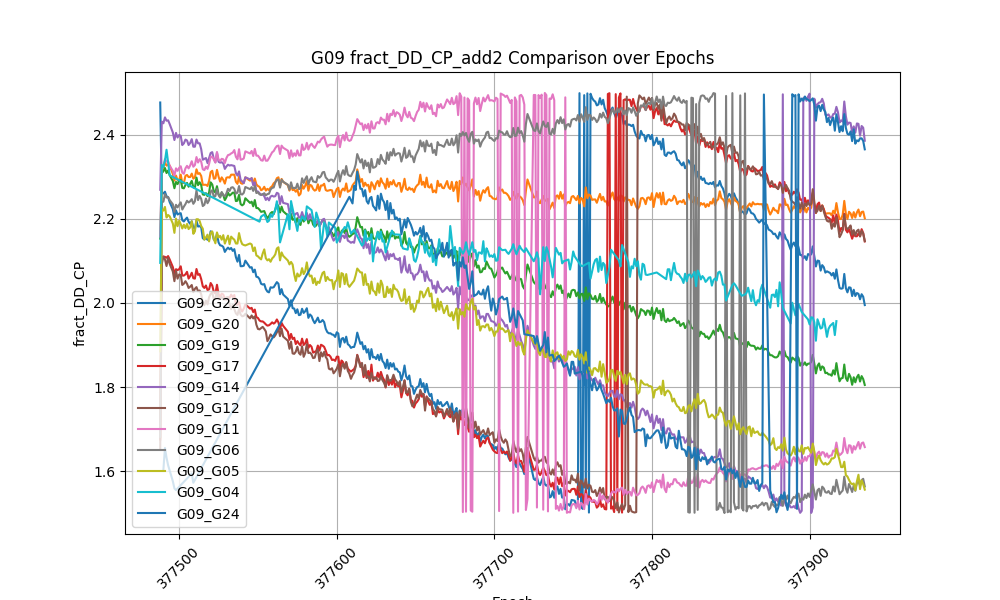 G09 fract_DD_CP_add2 Comparison over Epochs
fract_DD_CP
2.4
2.2
2.0
1.8
1.6
G09_G22
G09_G20
G09_G19
G09_G17
G09_G14
G09_G12
G09_G11
G09_G06
G09_G05
G09_G04
G09_G24
377500
377600
377700
377800
377900
Epoch